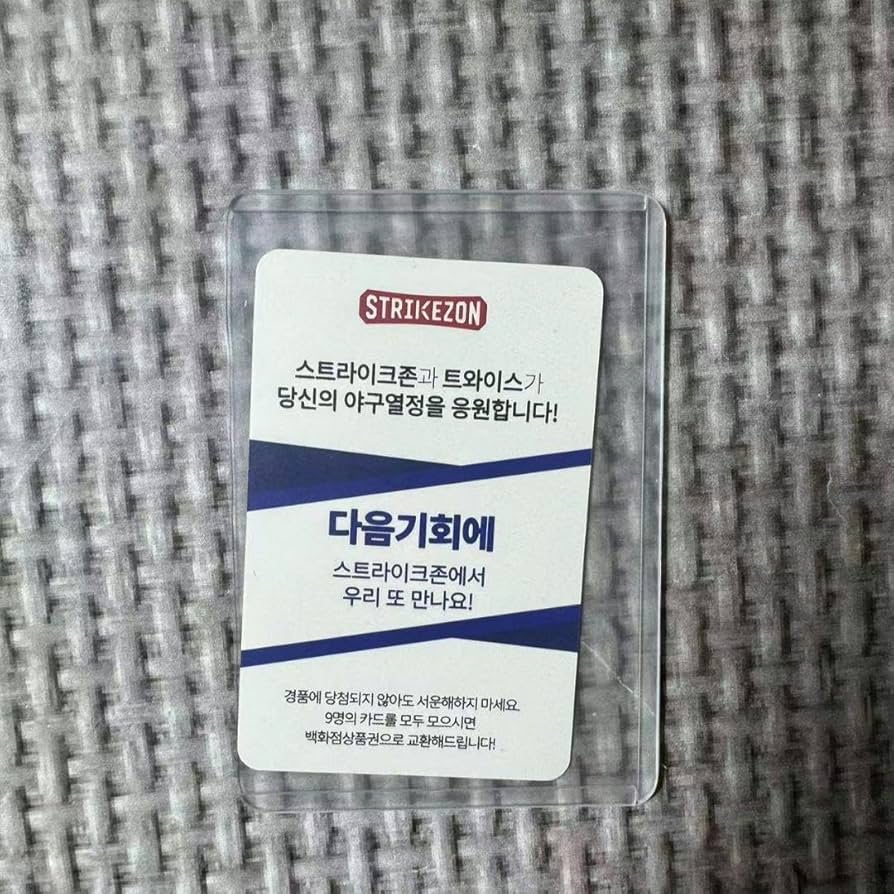 STRIKEZON
스트라이크존과 트와이스가
당신의 야구열정을 응원합니다!
다음기회에
스트라이크존에서
우리 또 만나요!
경품에 당첨되지 않아도 서운해하지 마세요.
9명의 카드를 모두 모으시면
백화점상품권으로 교환해드립니다!